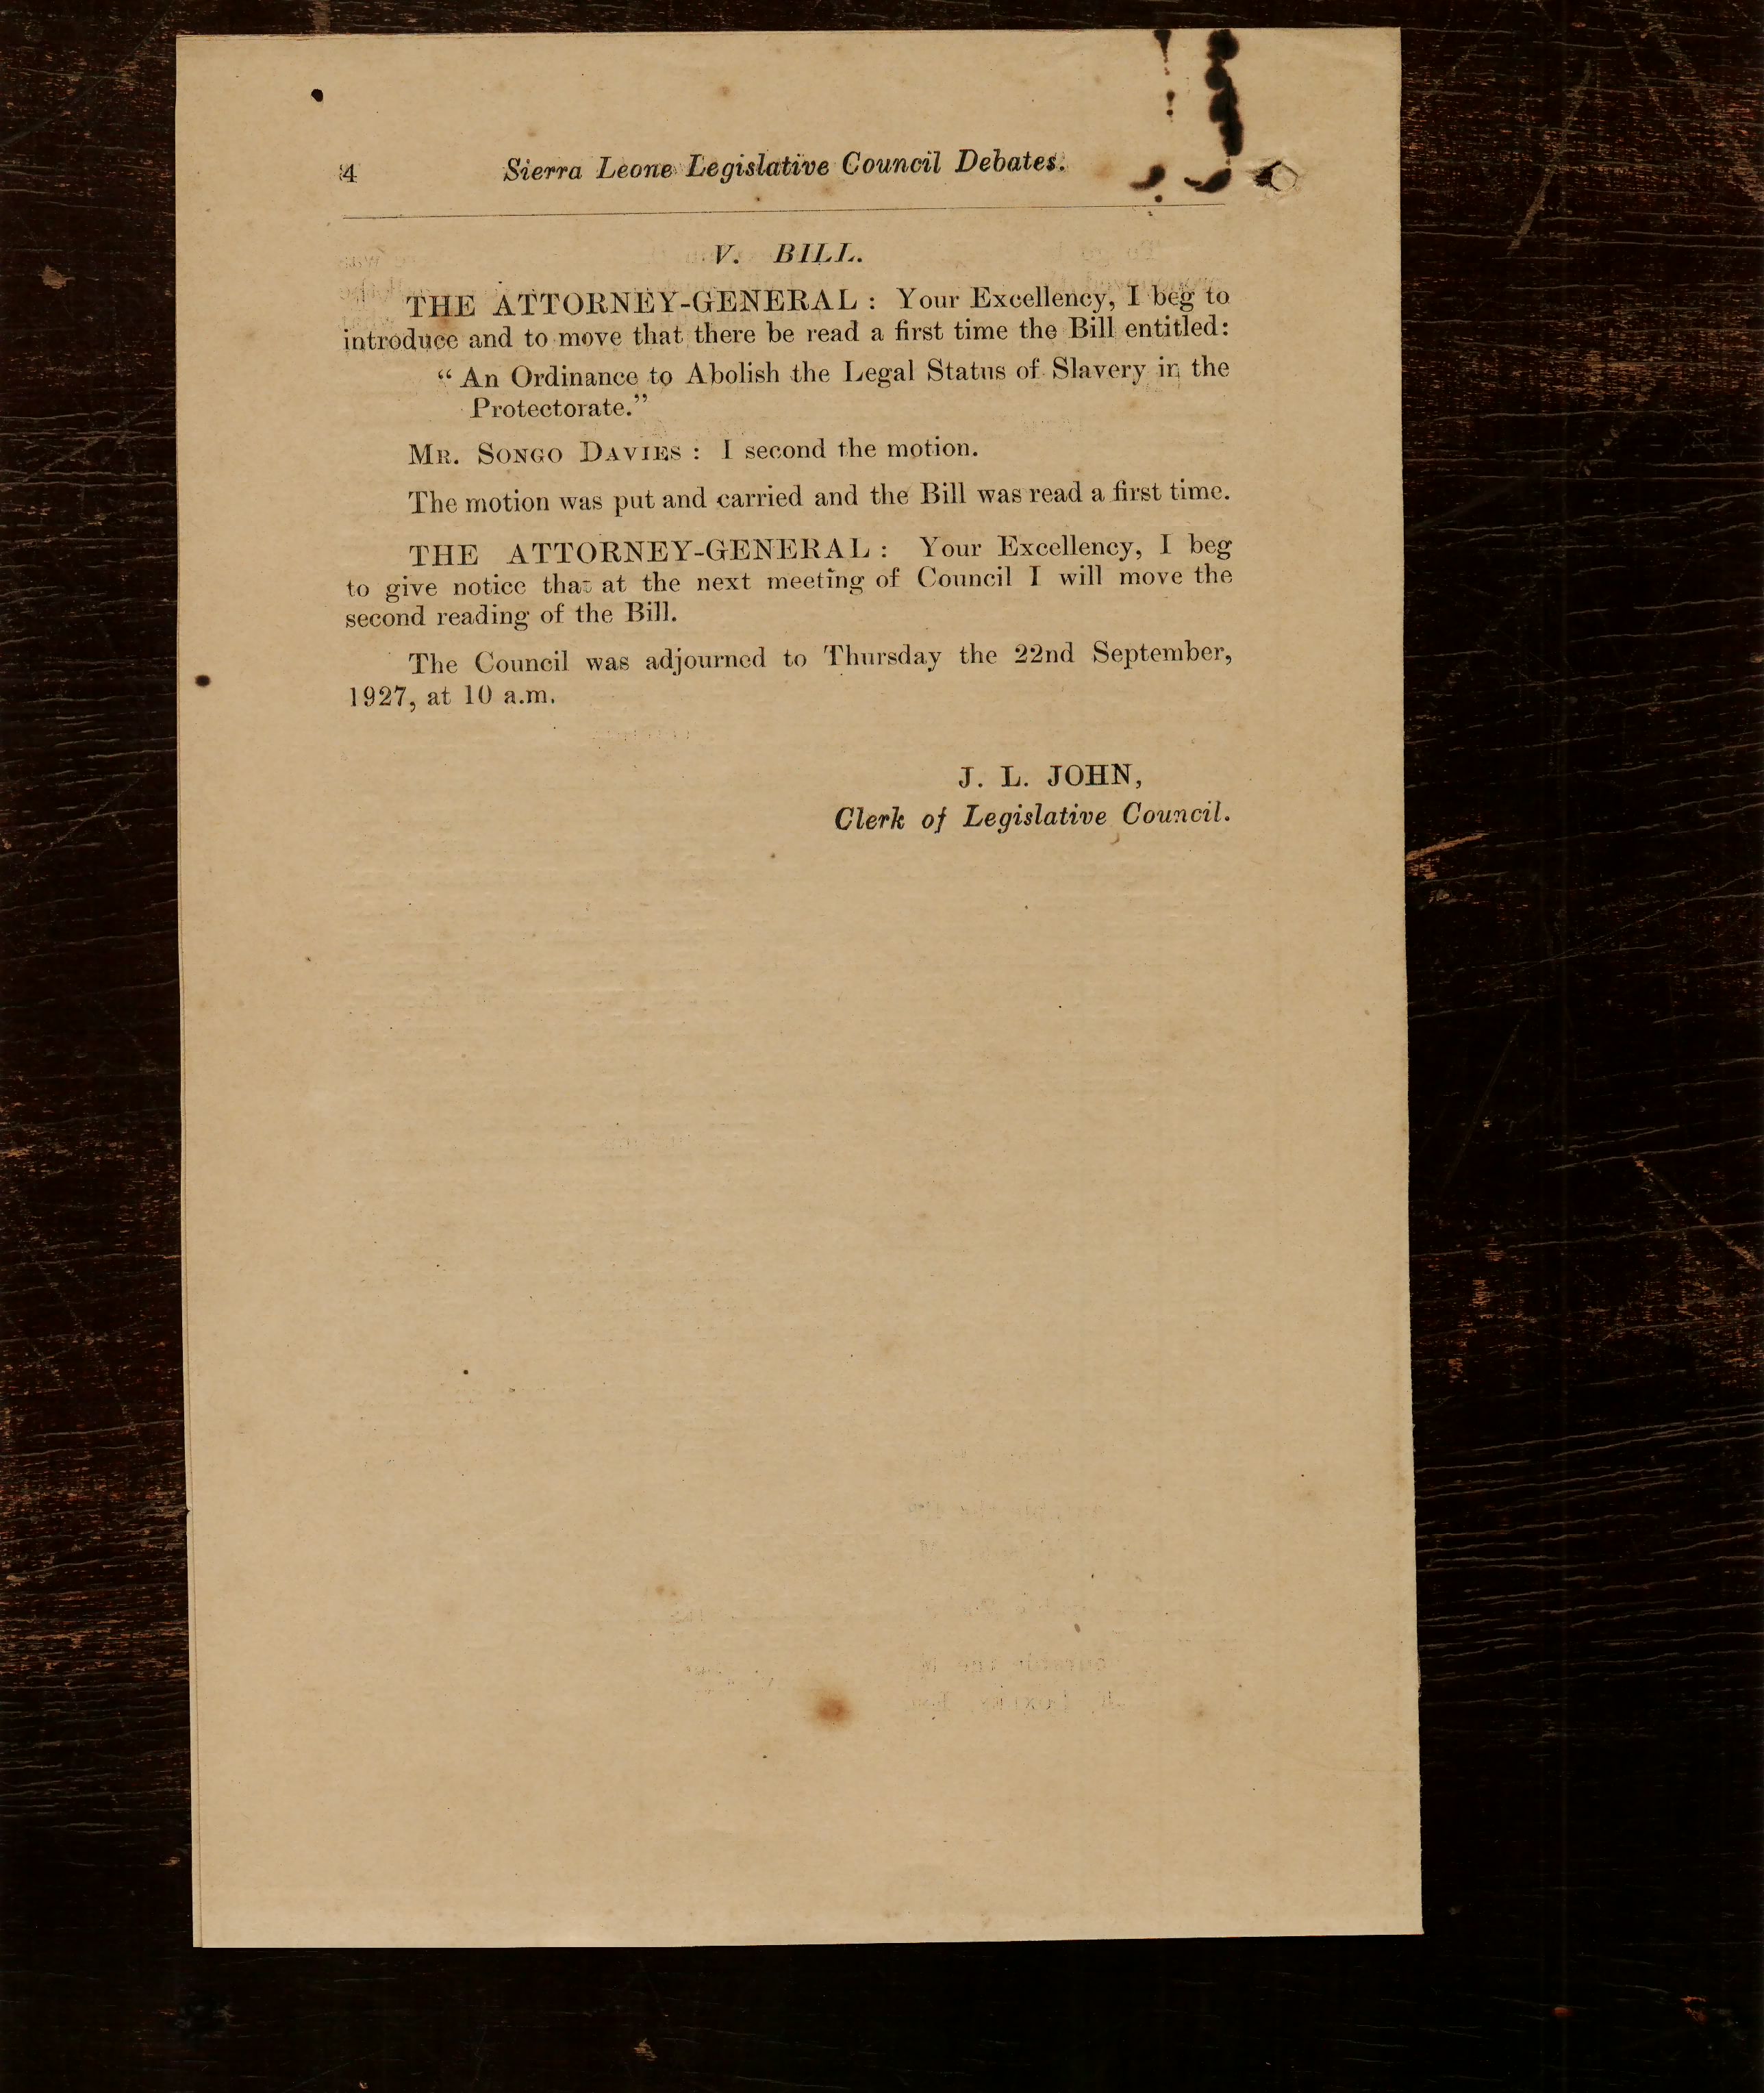 4 Sierra Leone Legislative Council Debates.
V. BILL.
THE ATTORNEY-GENERAL : Your Excellency, I beg to
introduce and to move that there be read a first time the Bill entitled:
“ An Ordinance to Abolish the Legal Status of Slavery in the
Protectorate.”
MR. SONGO DAVIES : I second the motion.
The motion was put and carried and the Bill was read a first time.
THE ATTORNEY-GENERAL : Your Excellency, I beg
to give notice that at the next meeting of Council I will move the
second reading of the Bill.
The Council was adjourned to Thursday the 22nd September,
1927, at 10 a.m.
J. L. JOHN,
Clerk of Legislative Council.